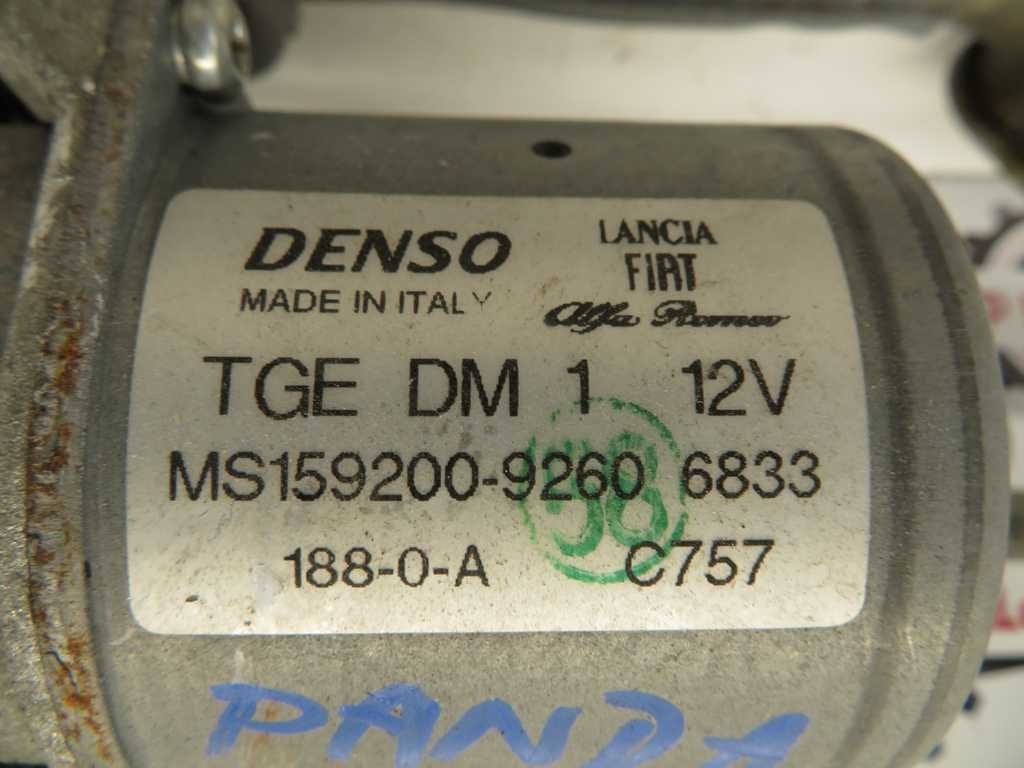 DENSO
LANCIA
FIAT
Alfa Romeo
MADE IN ITALY
TGE DM 1 12V
MS159200-9260 6833
38
188-0-A C757
PANDA